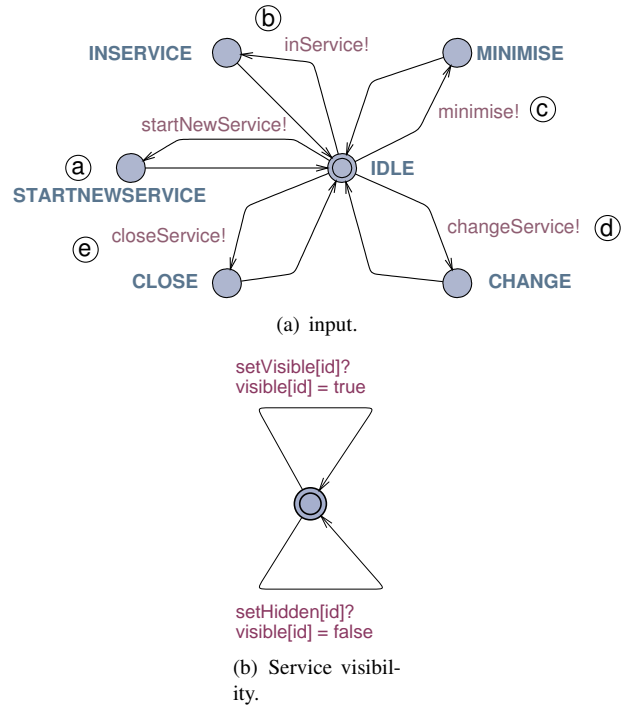 b
INSERVICE
inService!
MINIMISE
minimise!
c
startNewService!
a
IDLE
STARTNEWSERVICE
e
closeService!
changeService!
d
CLOSE
CHANGE
(a) input.
setVisible[id]?
visible[id] = true
setHidden[id]?
visible[id] = false
(b) Service visibil-
ity.